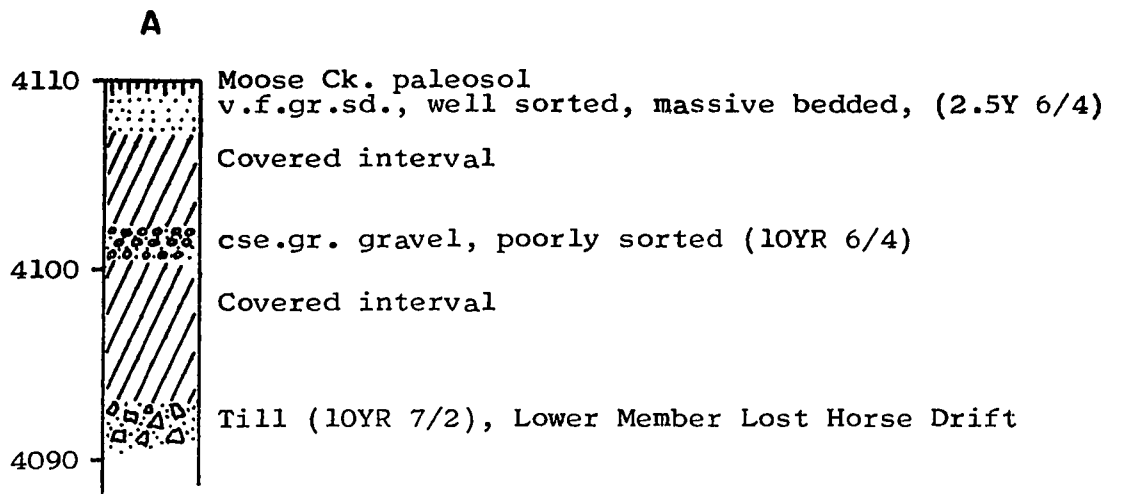 A
4110 Moose Ck. paleosol
v.f.gr.sd., well sorted, massive bedded, (2.5Y 6/4)
Covered interval
cse.gr. gravel, poorly sorted (10YR 6/4)
4100
Covered interval
Till (10YR 7/2), Lower Member Lost Horse Drift
4090